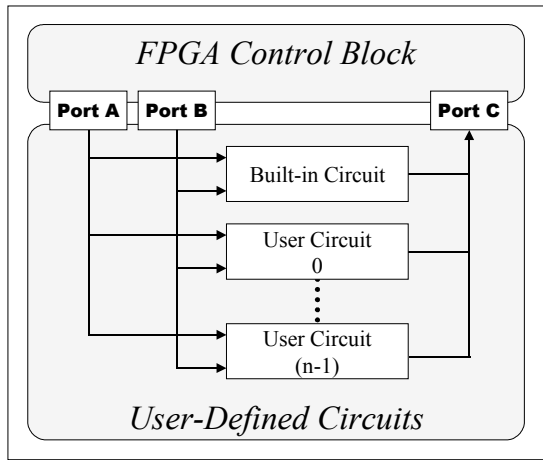 FPGA Control Block
Port A Port B Port C
Built-in Circuit
User Circuit
0
User Circuit
(n-1)
User-Defined Circuits